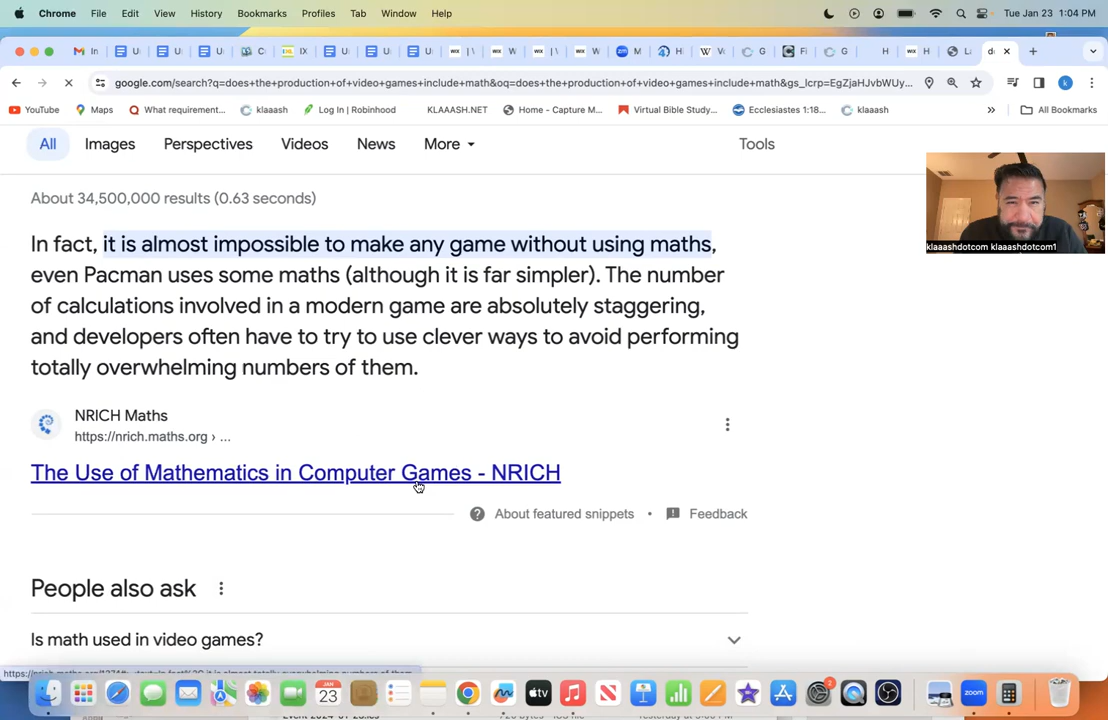 Chrome File Edit View History Bookmarks Profiles Tab Window Help Tue Jan 23 1:04 PM
google.com/search?q=does+the+production+of+video+games+include+math&oq=does+the+production+of+video+games+include+math&gs_lcrp=EgZjaHJvbWUy...
YouTube Maps What requirement... klaaash Log In | Robinhood KLAAASH.NET Home - Capture M... Virtual Bible Study... Ecclesiastes 1:18... klaaash » All Bookmarks
All Images Perspectives Videos News More Tools
About 34,500,000 results (0.63 seconds)
In fact, it is almost impossible to make any game without using maths,
even Pacman uses some maths (although it is far simpler). The number
of calculations involved in a modern game are absolutely staggering,
and developers often have to try to use clever ways to avoid performing
totally overwhelming numbers of them.
klaaashdotcom klaaashdotcom1
NRICH Maths
https://nrich.maths.org › ...
The Use of Mathematics in Computer Games - NRICH
About featured snippets • Feedback
People also ask
Is math used in video games?
JAN
23